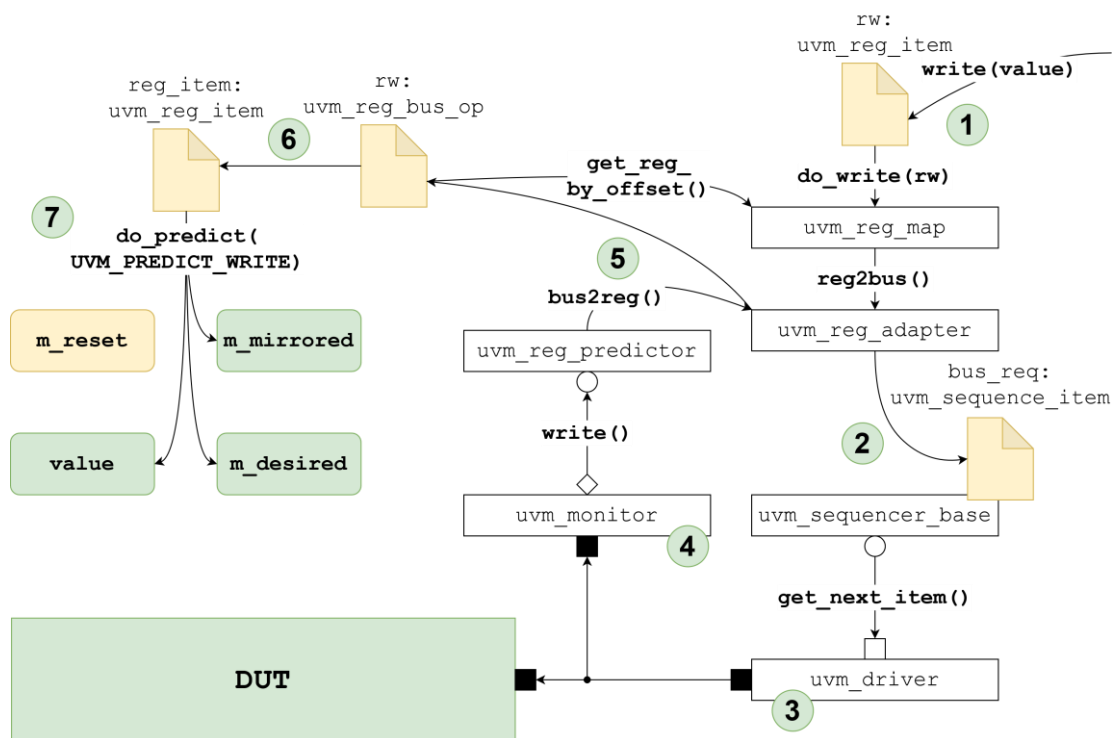 rw:
uvm_reg_item
write(value)
1
reg_item:
uvm_reg_item
rw:
uvm_reg_bus_op
6
get_reg_
by_offset()
do_write(rw)
7
do_predict(
UVM_PREDICT_WRITE)
uvm_reg_map
5
reg2bus()
bus2reg()
m_reset
m_mirrored
uvm_reg_predictor
uvm_reg_adapter
bus_req:
uvm_sequence_item
write()
2
value
m_desired
uvm_monitor
4
uvm_sequencer_base
get_next_item()
DUT
uvm_driver
3